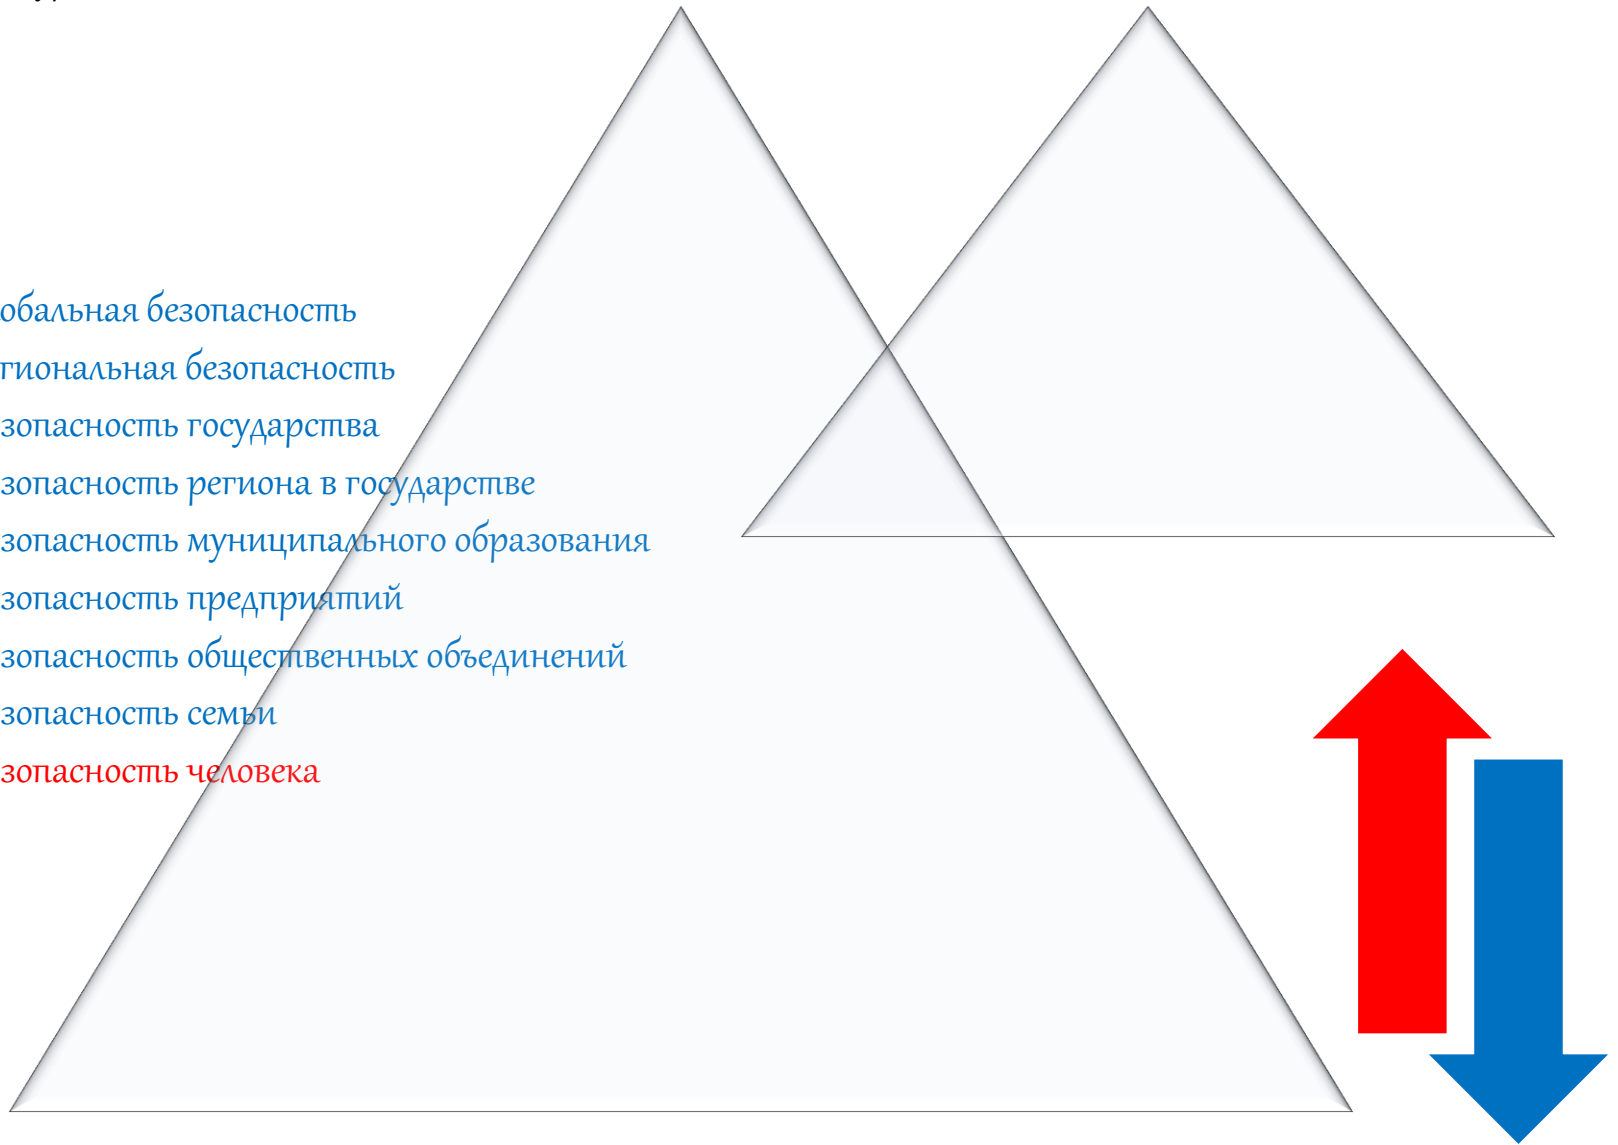 обальная безопасность
гиональная безопасность
зопасность государства
зопасность региона в государстве
зопасность муниципального образования
зопасность предприятий
зопасность общественных объединений
зопасность семьи
зопасность человека